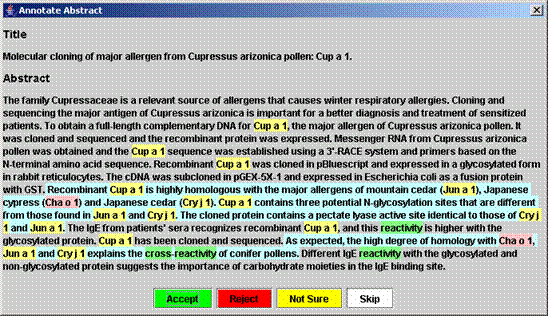 Annotate Abstract
Title
Molecular cloning of major allergen from Cupressus arizonica pollen: Cup a 1.
Abstract
The family Cupressaceae is a relevant source of allergens that causes winter respiratory allergies. Cloning and
sequencing the major antigen of Cupressus arizonica is important for a better diagnosis and treatment of sensitized
patients. To obtain a full-length complementary DNA for Cup a 1, the major allergen of Cupressus arizonica pollen. It
was cloned and sequenced and the recombinant protein was expressed. Messenger RNA from Cupressus arizonica
pollen was obtained and the Cup a 1 sequence was established using a 3'-RACE system and primers based on the
N-terminal amino acid sequence. Recombinant Cup a 1 was cloned in pBluescript and expressed in a glycosylated form
in rabbit reticulocytes. The cDNA was subcloned in pGEX-5X-1 and expressed in Escherichia coli as a fusion protein
with GST. Recombinant Cup a 1 is highly homologous with the major allergens of mountain cedar (Jun a 1), Japanese
cypress (Cha o 1) and Japanese cedar (Cry j 1). Cup a 1 contains three potential N-glycosylation sites that are different
from those found in Jun a 1 and Cry j 1. The cloned protein contains a pectate lyase active site identical to those of Cry j
1 and Jun a 1. The IgE from patients' sera recognizes recombinant Cup a 1, and this reactivity is higher with the
glycosylated protein. Cup a 1 has been cloned and sequenced. As expected, the high degree of homology with Cha o 1,
Jun a 1 and Cry j 1 explains the cross-reactivity of conifer pollens. Different IgE reactivity with the glycosylated and
non-glycosylated protein suggests the importance of carbohydrate moieties in the IgE binding site.
Accept Reject Not Sure Skip